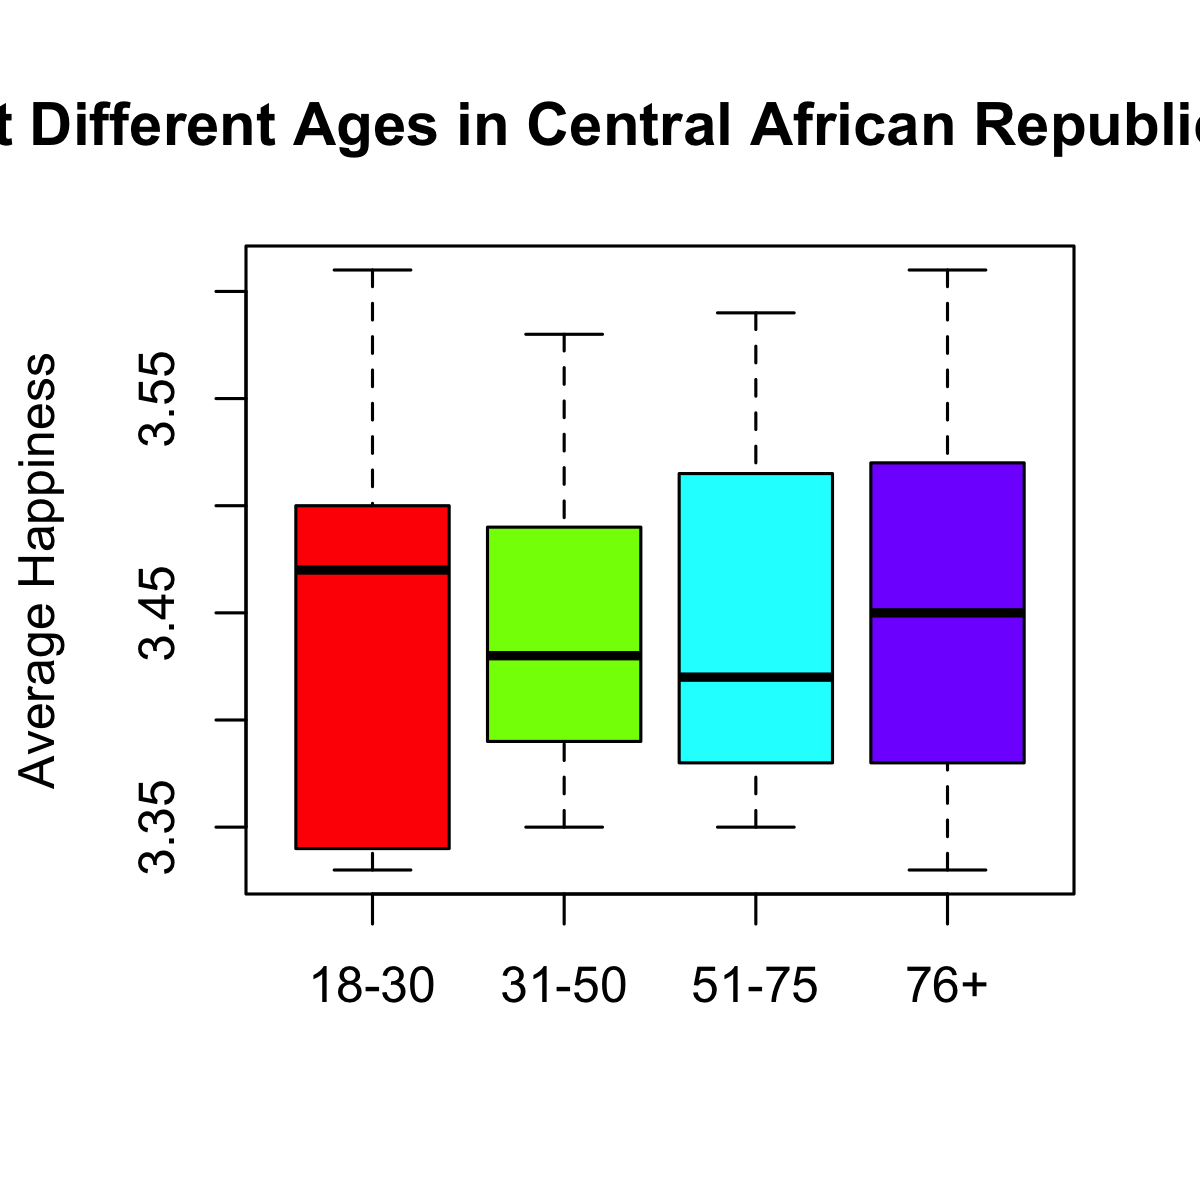 t Different Ages in Central African Republic
Average Happiness
3.55
3.45
3.35
18-30 31-50 51-75 76+